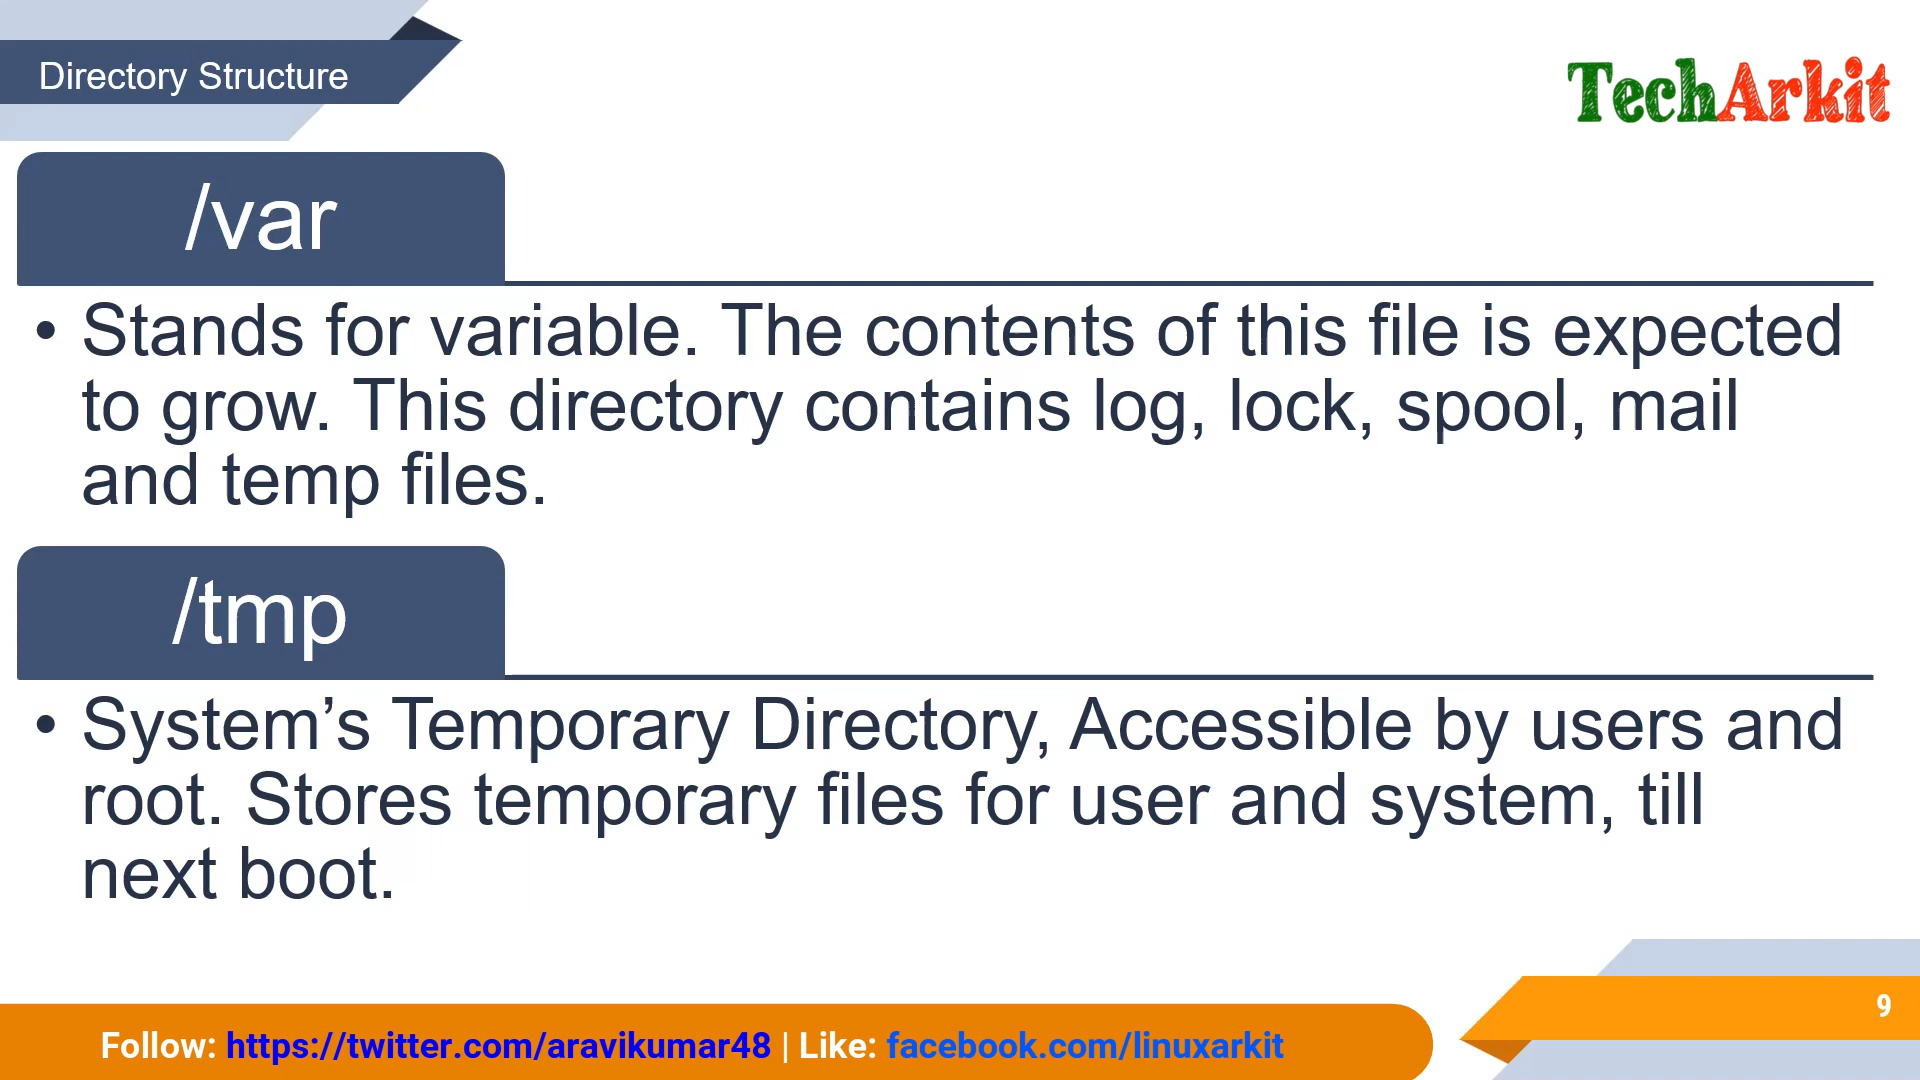 Directory Structure
TechArkit
/var
• Stands for variable. The contents of this file is expected
to grow. This directory contains log, lock, spool, mail
and temp files.
/tmp
• System’s Temporary Directory, Accessible by users and
root. Stores temporary files for user and system, till
next boot.
9
Follow: https://twitter.com/aravikumar48 | Like: facebook.com/linuxarkit